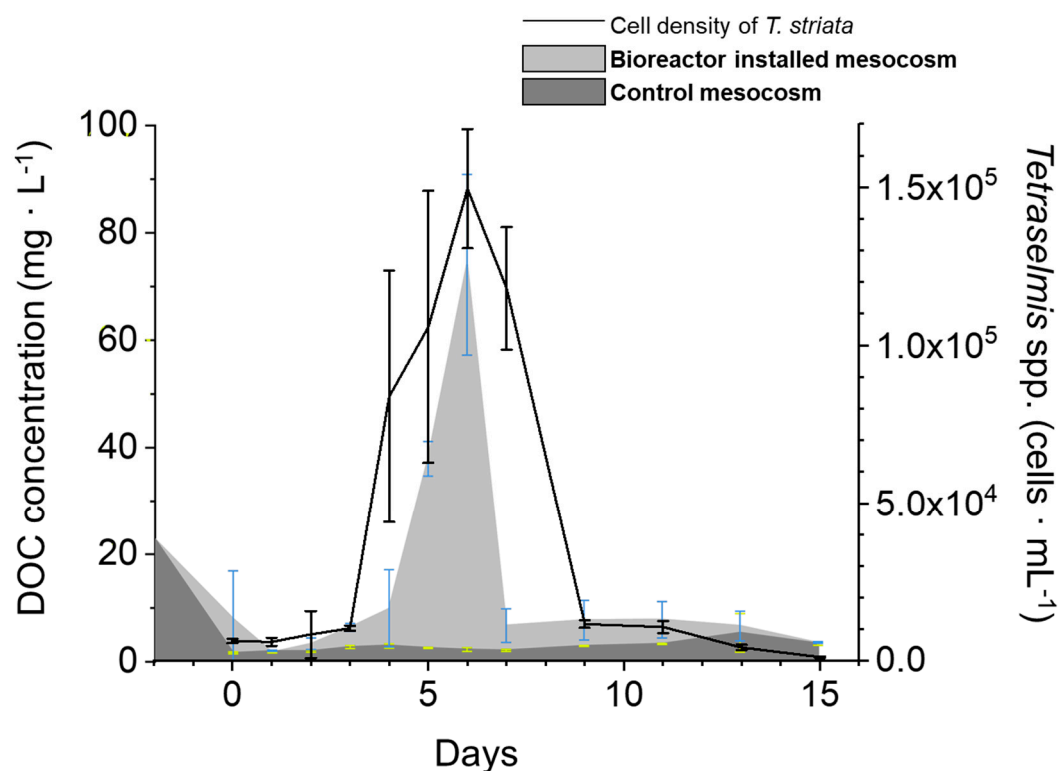 Cell density of T. striata
Bioreactor installed mesocosm
Control mesocosm
DOC concentration (mg · L⁻¹)
100
80
60
40
20
0
1.5x10⁵
1.0x10⁵
5.0x10⁴
0.0
Tetraselmis spp. (cells · mL⁻¹)
0
5
10
15
Days